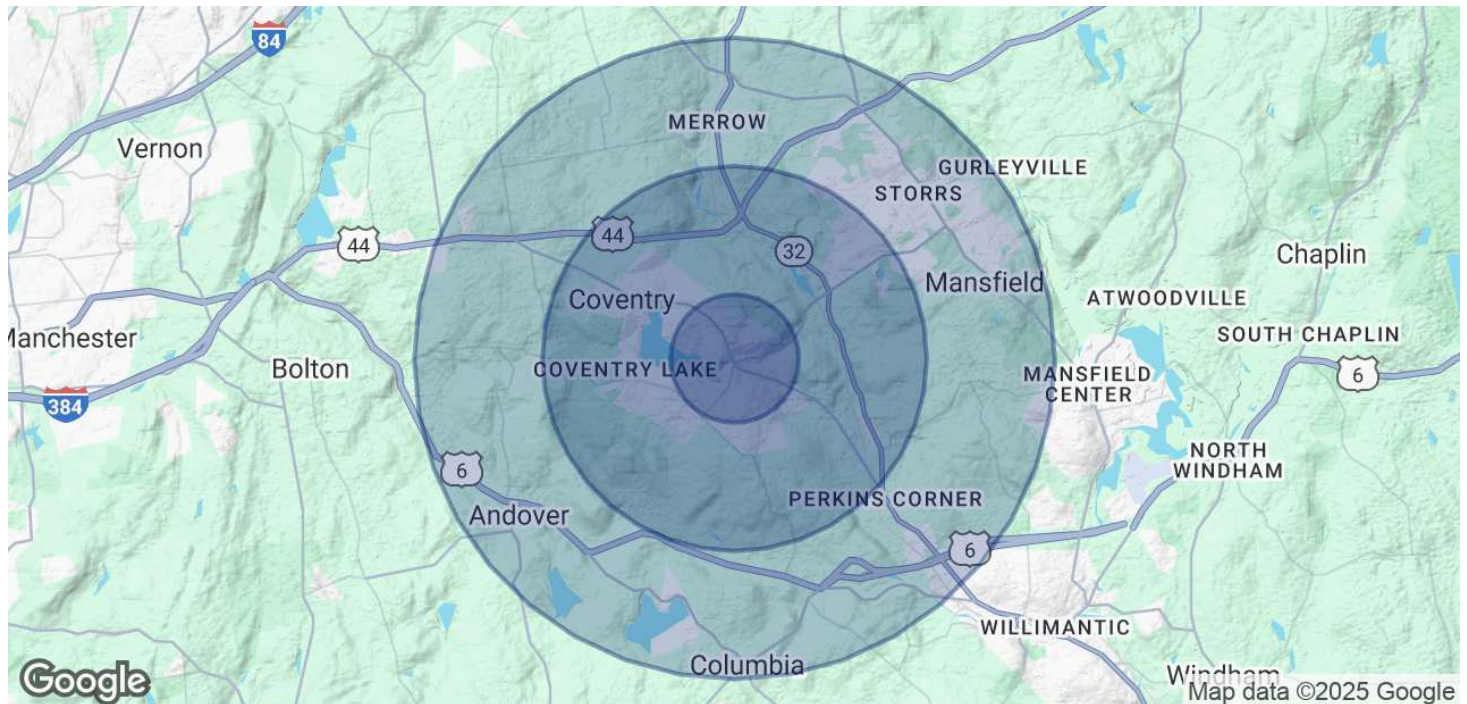 84
MERROW
Vernon
GURLEYVILLE
STORRS
44
44
32
Chaplin
Mansfield
Coventry
ATWOODVILLE
SOUTH CHAPLIN
Manchester
Bolton
COVENTRY LAKE
MANSFIELD
CENTER
6
384
NORTH
WINDHAM
6
PERKINS CORNER
Andover
6
WILLIMANTIC
Columbia
Windham
Google
Map data ©2025 Google